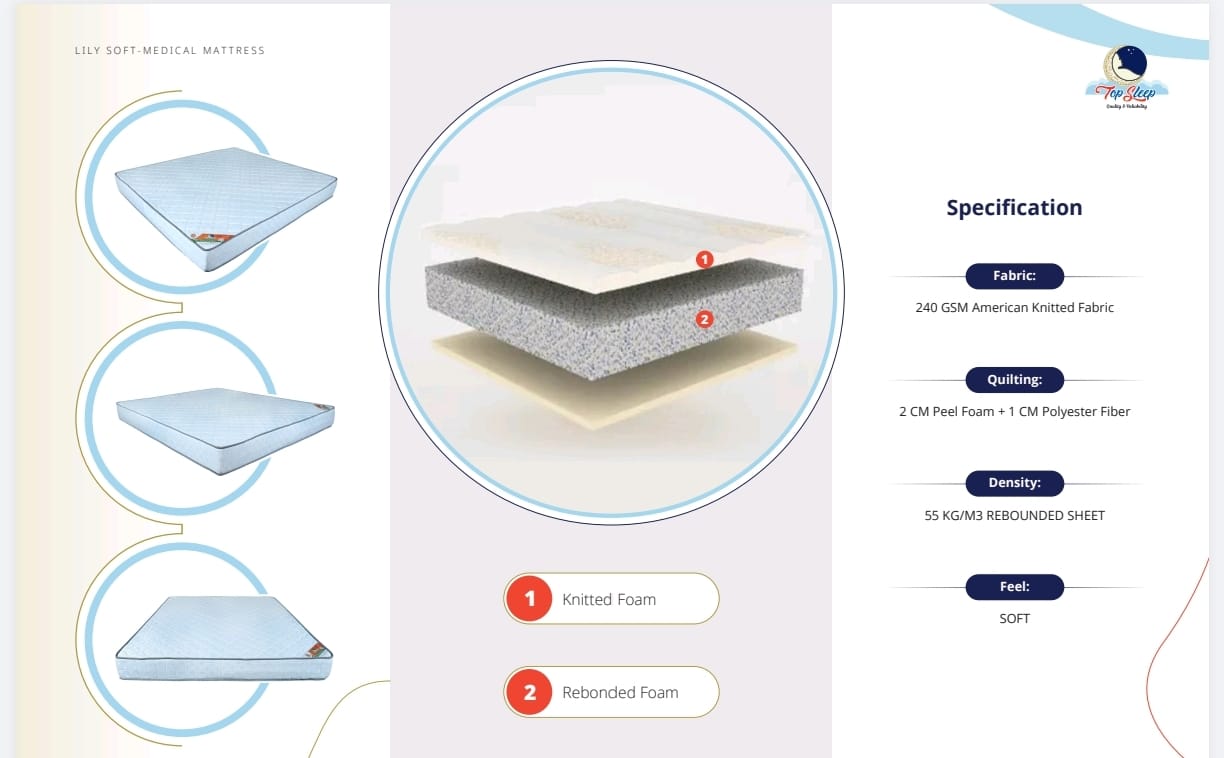 LILY SOFT-MEDICAL MATTRESS
Top Sleep
Quality & Reliability
1
2
1 Knitted Foam
2 Rebonded Foam
Specification
Fabric:
240 GSM American Knitted Fabric
Quilting:
2 CM Peel Foam + 1 CM Polyester Fiber
Density:
55 KG/M3 REBOUNDED SHEET
Feel:
SOFT